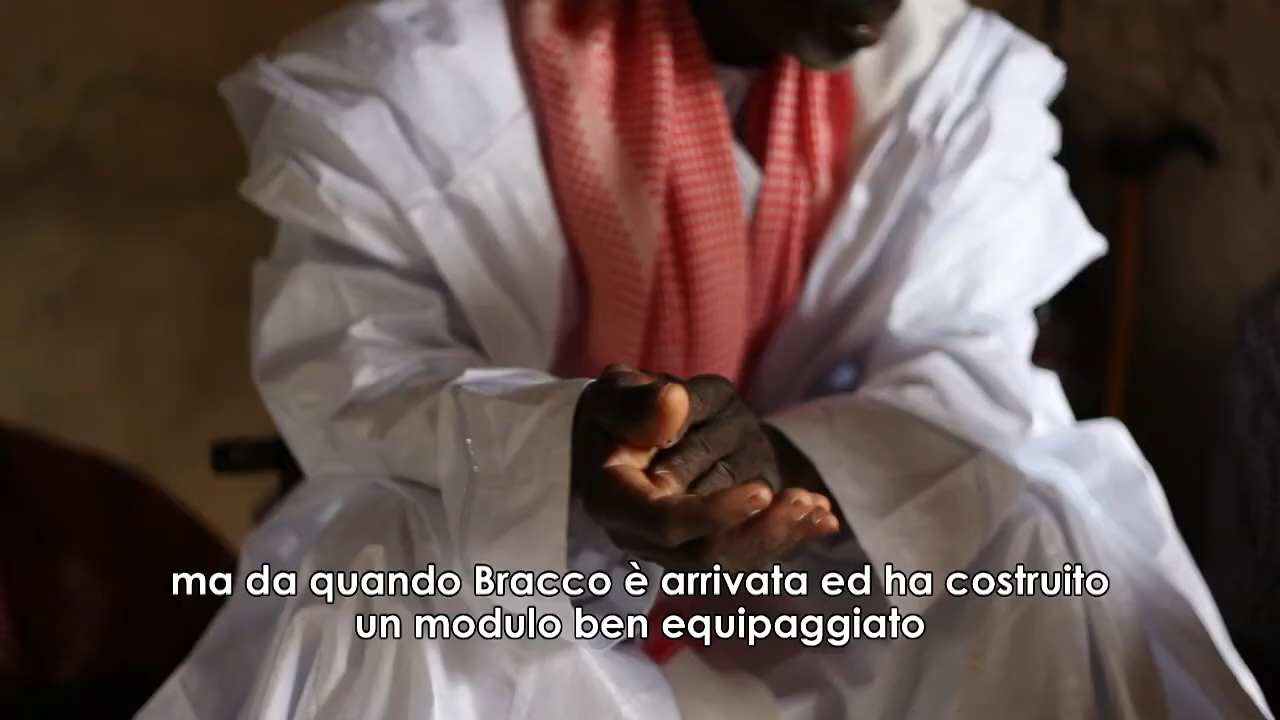 ma da quando Bracco è arrivata ed ha costruito
un modulo ben equipaggiato